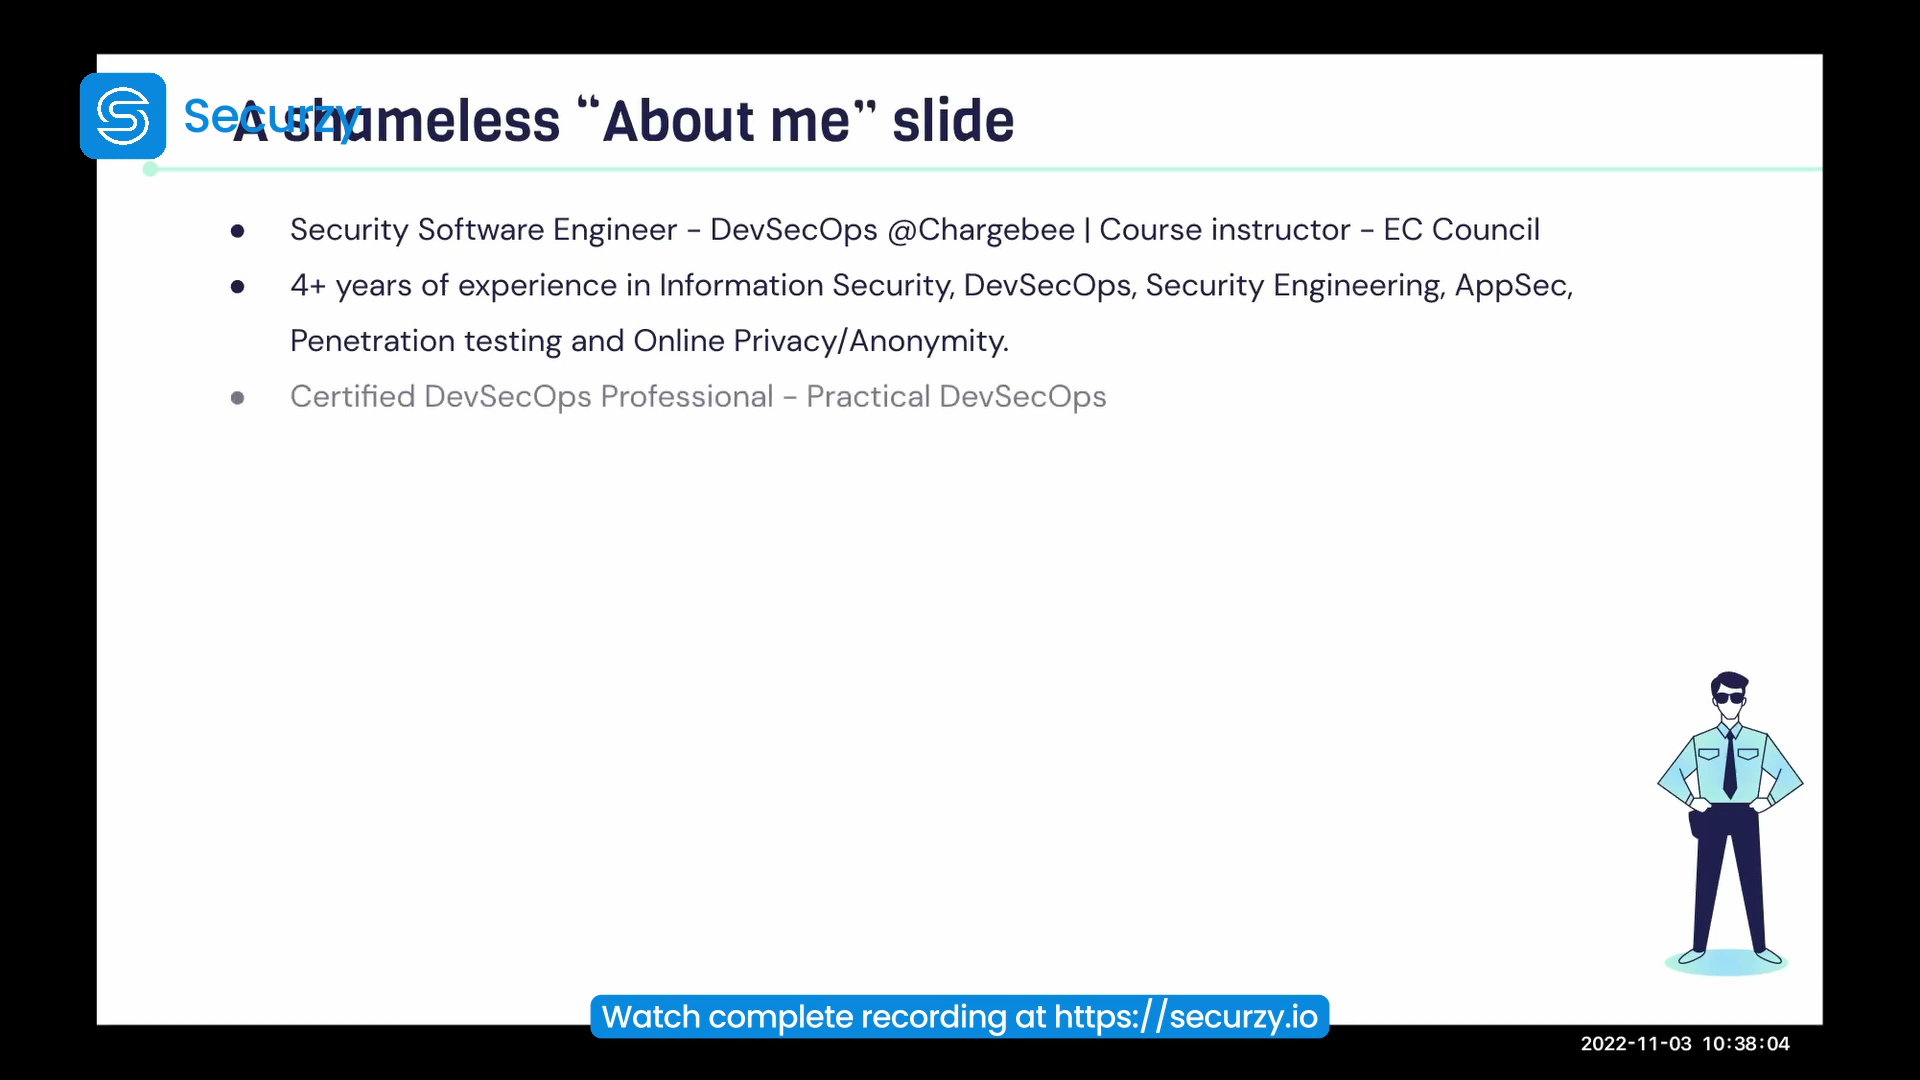 Securzy
A shameless “About me” slide
● Security Software Engineer - DevSecOps @Chargebee | Course instructor - EC Council
● 4+ years of experience in Information Security, DevSecOps, Security Engineering, AppSec,
Penetration testing and Online Privacy/Anonymity.
● Certified DevSecOps Professional - Practical DevSecOps
Watch complete recording at https://securzy.io
2022-11-03 10:38:04